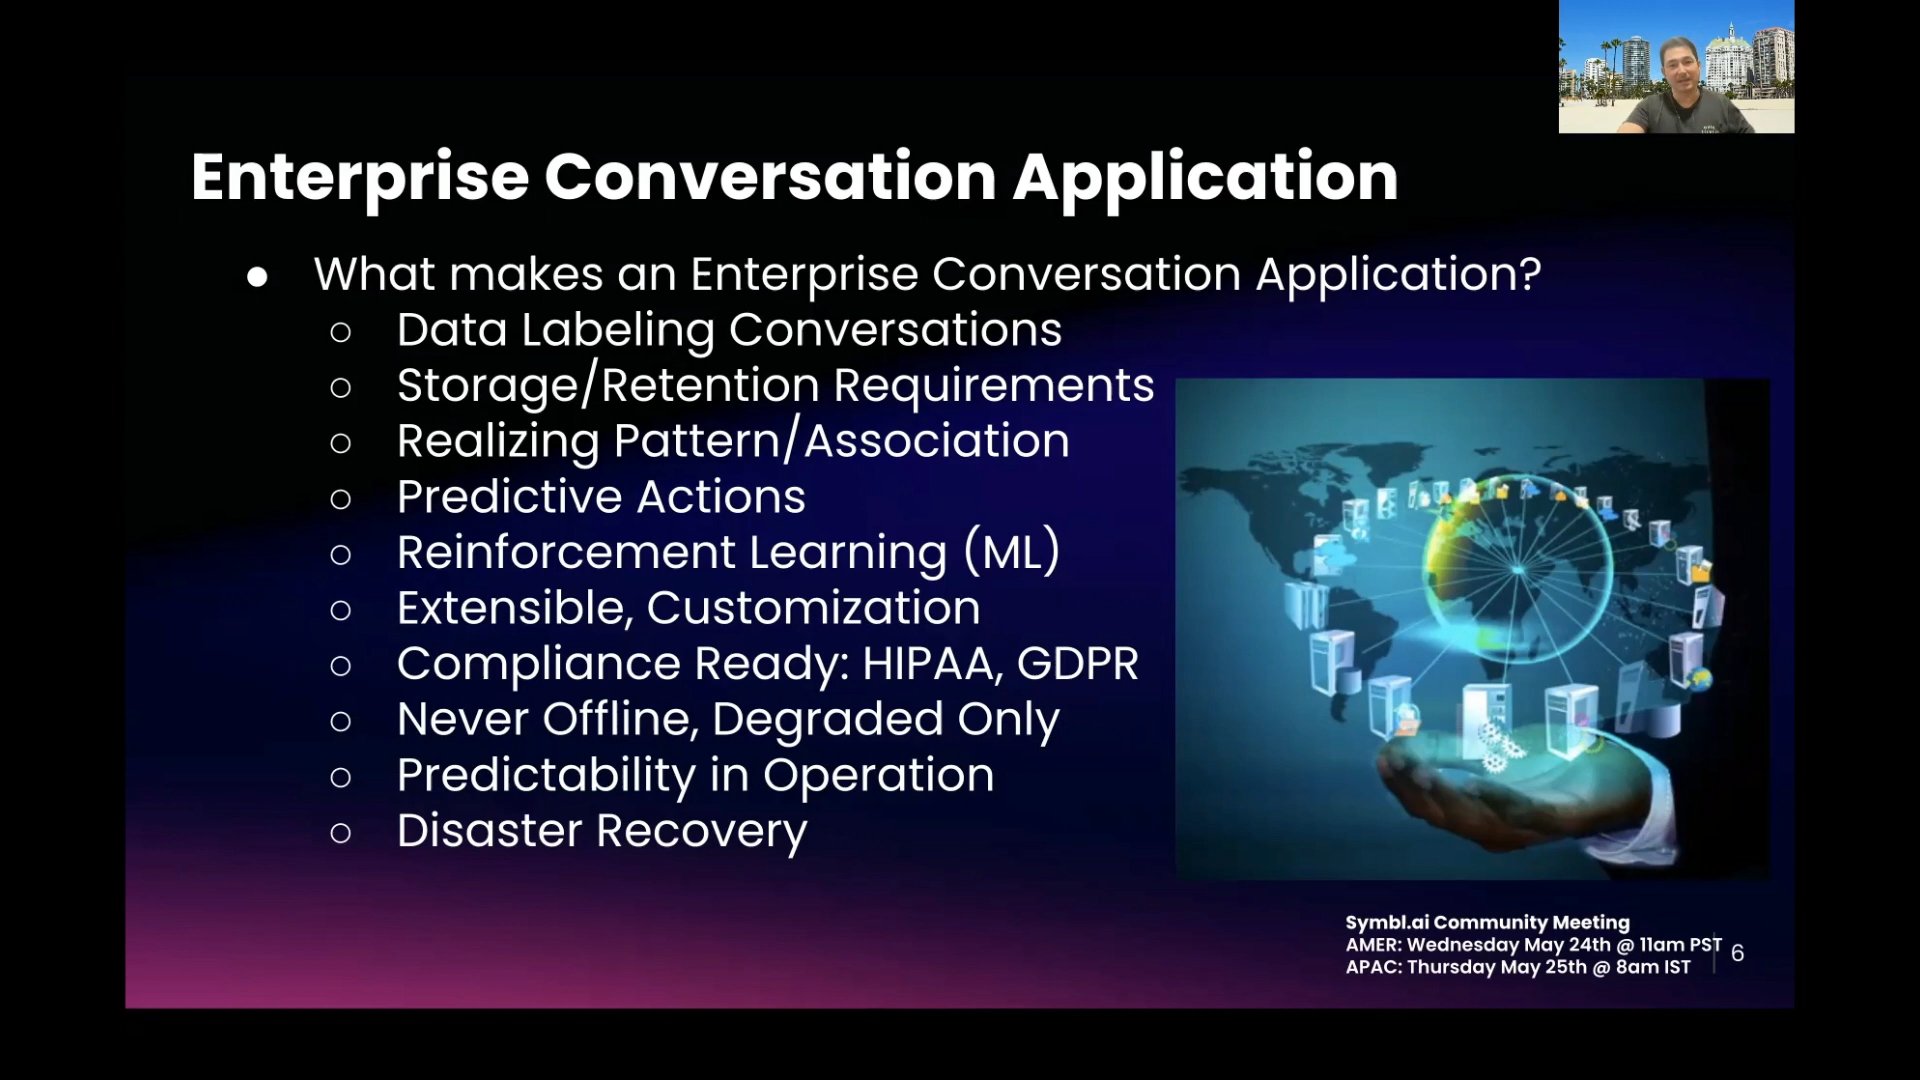 Enterprise Conversation Application
● What makes an Enterprise Conversation Application?
○ Data Labeling Conversations
○ Storage/Retention Requirements
○ Realizing Pattern/Association
○ Predictive Actions
○ Reinforcement Learning (ML)
○ Extensible, Customization
○ Compliance Ready: HIPAA, GDPR
○ Never Offline, Degraded Only
○ Predictability in Operation
○ Disaster Recovery
Symbl.ai Community Meeting
AMER: Wednesday May 24th @ 11am PST
APAC: Thursday May 25th @ 8am IST
6